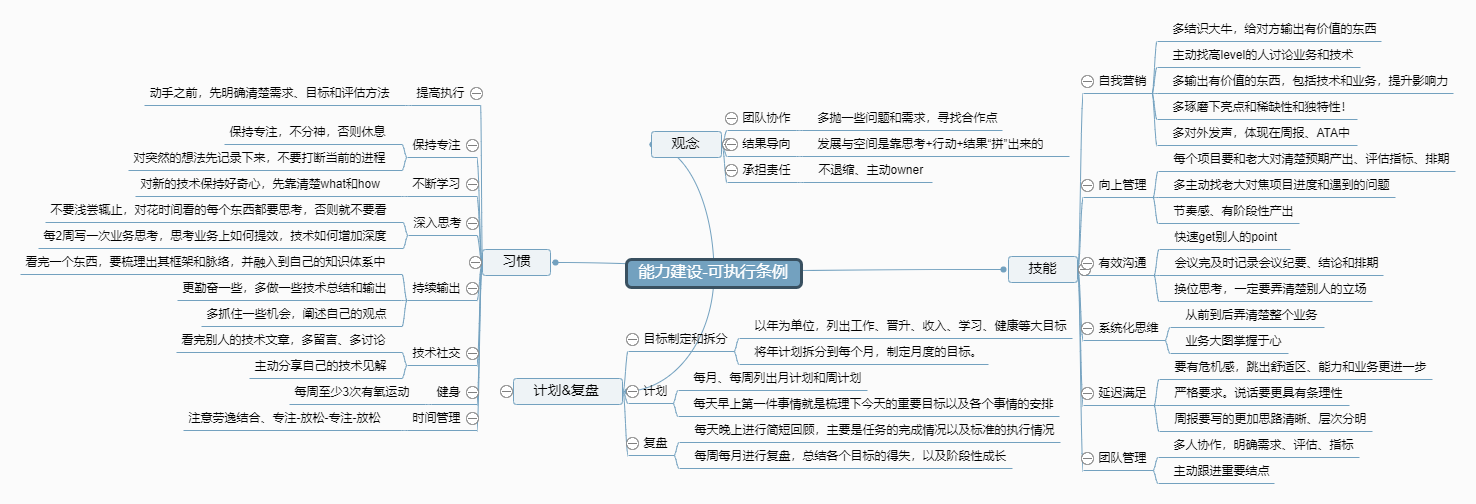 能力建设-可执行条例
观念
团队协作
多抛一些问题和需求，寻找合作点
结果导向
发展与空间是靠思考+行动+结果“拼”出来的
承担责任
不退缩、主动owner
技能
自我营销
多结识大牛，给对方输出有价值的东西
主动找高level的人讨论业务和技术
多输出有价值的东西，包括技术和业务，提升影响力
多琢磨下亮点和稀缺性和独特性！
多对外发声，体现在周报、ATA中
向上管理
每个项目要和老大对清楚预期产出、评估指标、排期
多主动找老大对焦项目进度和遇到的问题
节奏感、有阶段性产出
有效沟通
快速get别人的point
会议完及时记录会议纪要、结论和排期
换位思考，一定要弄清楚别人的立场
系统化思维
从前到后弄清楚整个业务
业务大图掌握于心
延迟满足
要有危机感，跳出舒适区、能力和业务更进一步
严格要求。说话要更具有条理性
周报要写的更加思路清晰、层次分明
团队管理
多人协作，明确需求、评估、指标
主动跟进重要结点
习惯
提高执行
动手之前，先明确清楚需求、目标和评估方法
保持专注
保持专注，不分神，否则休息
对突然的想法先记录下来，不要打断当前的进程
不断学习
对新的技术保持好奇心，先靠清楚what和how
深入思考
不要浅尝辄止，对花时间看的每个东西都要思考，否则就不要看
每2周写一次业务思考，思考业务上如何提效，技术如何增加深度
持续输出
看完一个东西，要梳理出其框架和脉络，并融入到自己的知识体系中
更勤奋一些，多做一些技术总结和输出
多抓住一些机会，阐述自己的观点
技术社交
看完别人的技术文章，多留言、多讨论
主动分享自己的技术见解
健身
每周至少3次有氧运动
时间管理
注意劳逸结合、专注-放松-专注-放松
计划&复盘
目标制定和拆分
以年为单位，列出工作、晋升、收入、学习、健康等大目标
将年计划拆分到每个月，制定月度的目标。
计划
每月、每周列出月计划和周计划
每天早上第一件事情就是梳理下今天的重要目标以及各个事情的安排
复盘
每天晚上进行简短回顾，主要是任务的完成情况以及标准的执行情况
每周每月进行复盘，总结各个目标的得失，以及阶段性成长